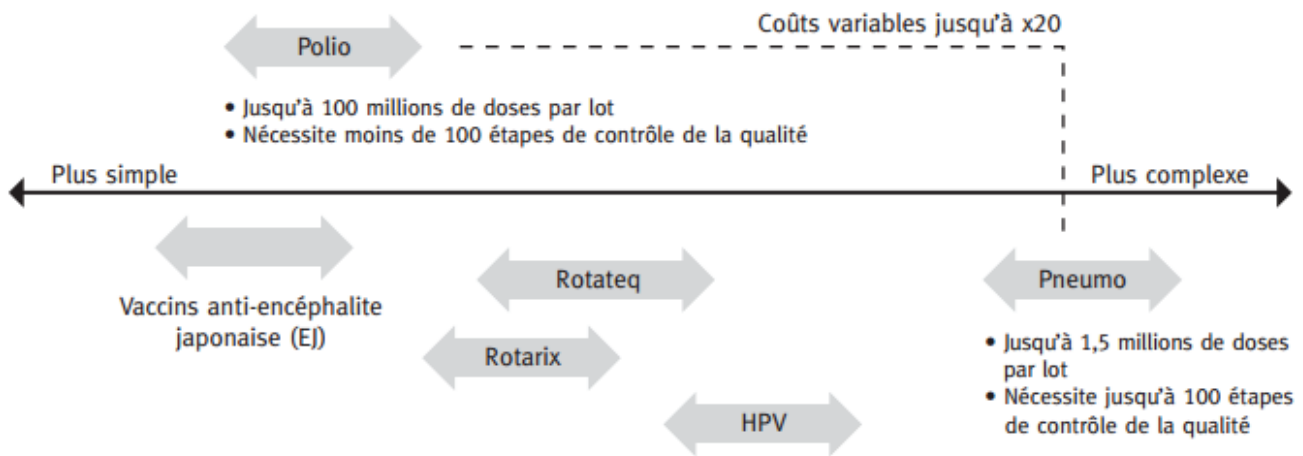 Coûts variables jusqu'à x20
Polio
• Jusqu'à 100 millions de doses par lot
• Nécessite moins de 100 étapes de contrôle de la qualité
Plus simple
Plus complexe
Vaccins anti-encéphalite
japonaise (EJ)
Rotateq
Rotarix
HPV
Pneumo
• Jusqu'à 1,5 millions de doses
par lot
• Nécessite jusqu'à 100 étapes
de contrôle de la qualité